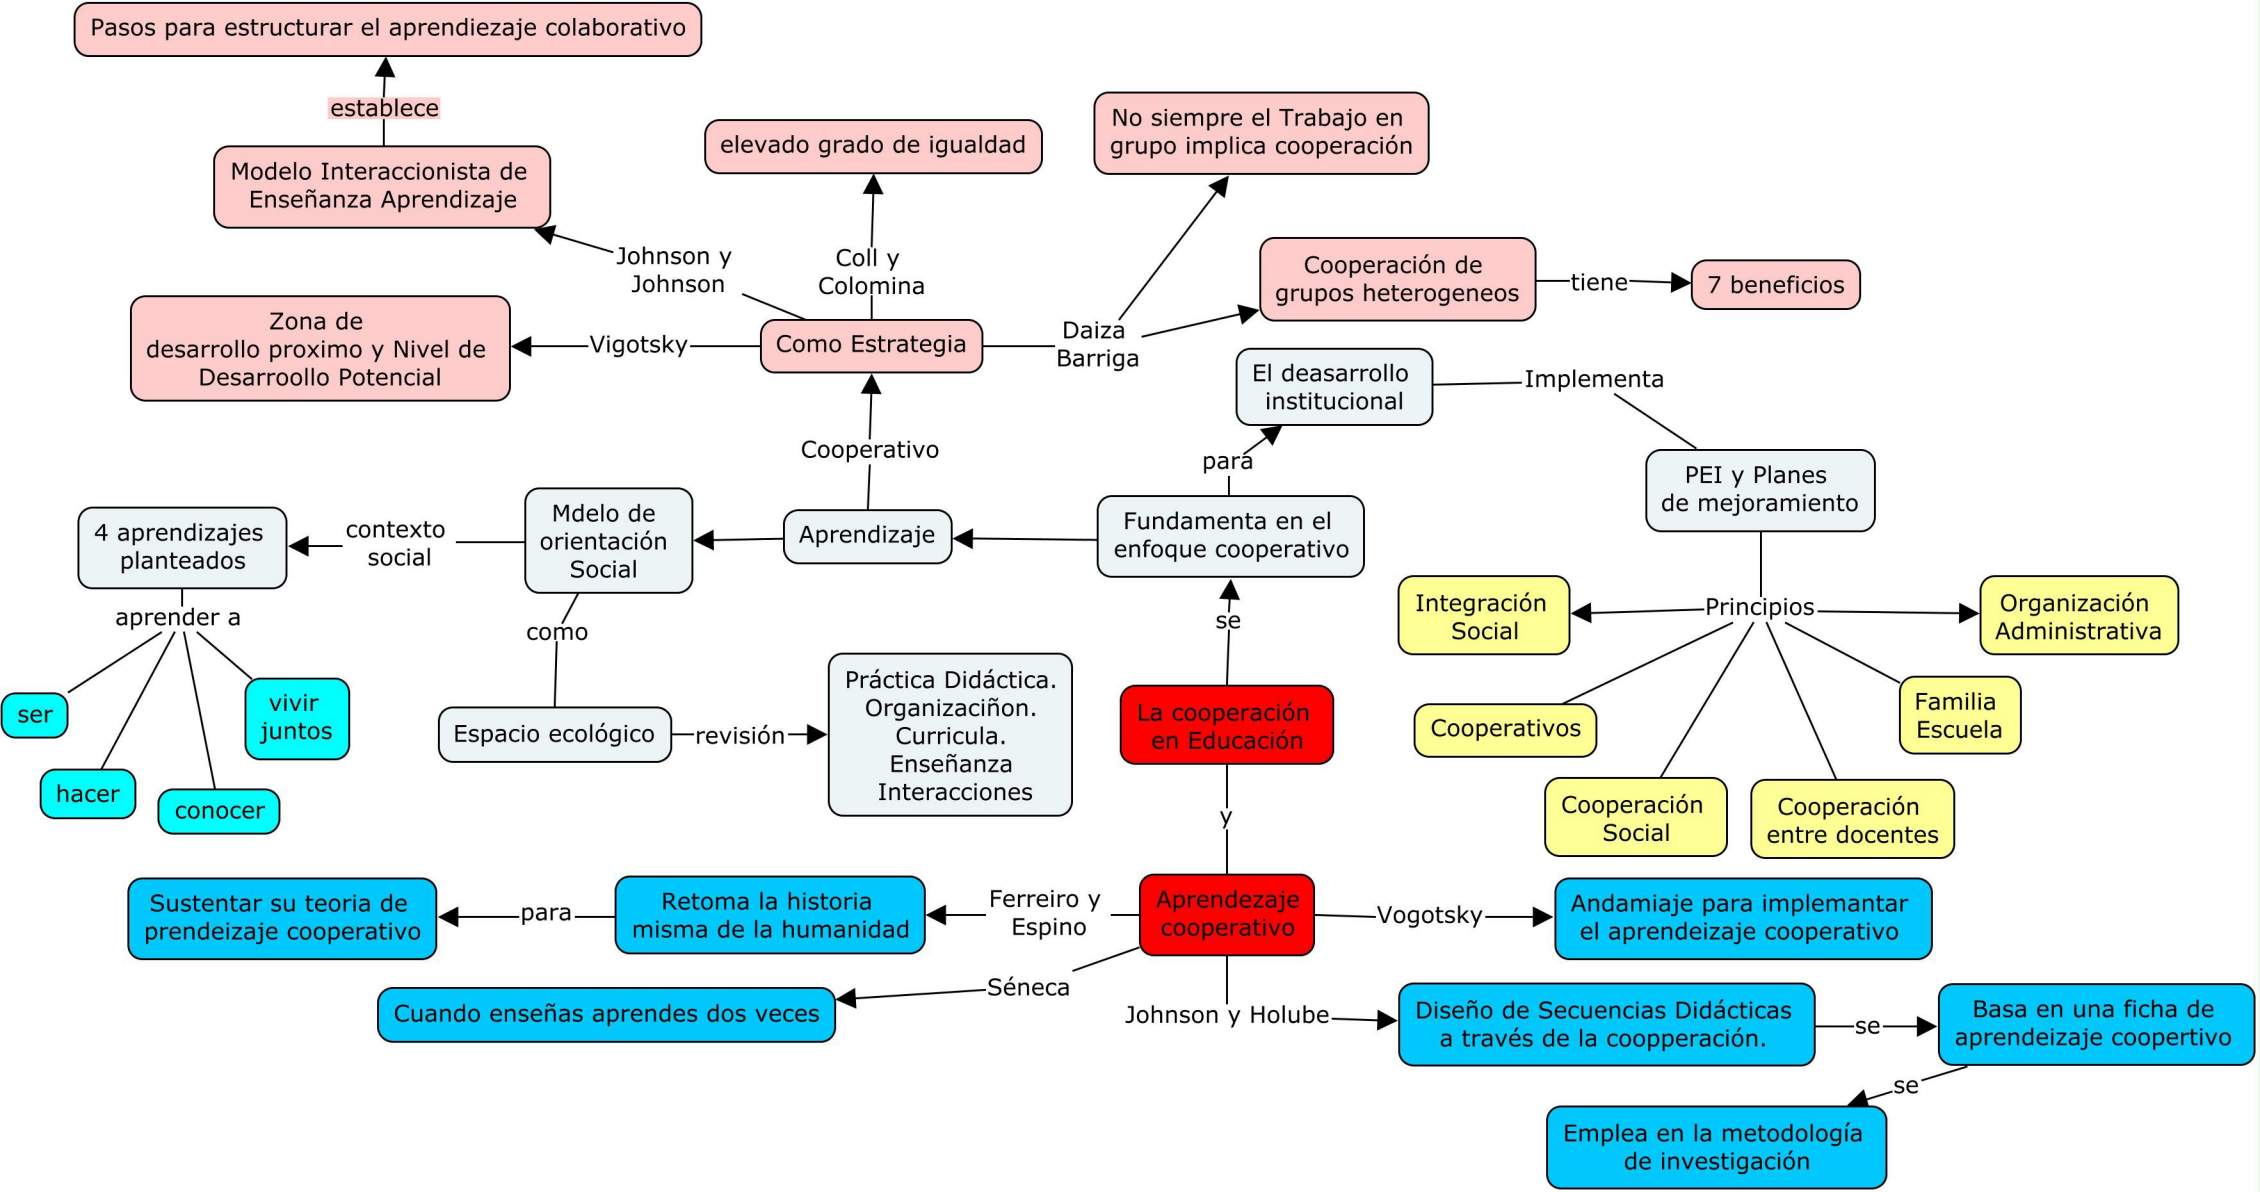 Pasos para estructurar el aprendiezaje colaborativo
establece
Modelo Interaccionista de
Enseñanza Aprendizaje
elevado grado de igualdad
No siempre el Trabajo en
grupo implica cooperación
Johnson y
Johnson
Coll y
Colomina
Cooperación de
grupos heterogeneos
tiene
7 beneficios
Zona de
desarrollo proximo y Nivel de
Desarroollo Potencial
Vigotsky
Como Estrategia
Daiza
Barriga
El deasarrollo
institucional
Implementa
Cooperativo
para
PEI y Planes
de mejoramiento
4 aprendizajes
planteados
contexto
social
Mdelo de
orientación
Social
Aprendizaje
Fundamenta en el
enfoque cooperativo
aprender a
como
se
Integración
Social
Principios
Organización
Administrativa
ser
hacer
conocer
vivir
juntos
Espacio ecológico
revisión
Práctica Didáctica.
Organizaciñon.
Curricula.
Enseñanza
Interacciones
La cooperación
en Educación
Cooperativos
Cooperación
Social
Cooperación
entre docentes
Familia
Escuela
y
Sustentar su teoria de
prendeizaje cooperativo
para
Retoma la historia
misma de la humanidad
Ferreiro y
Espino
Aprendezaje
cooperativo
Vogotsky
Andamiaje para implemantar
el aprendeizaje cooperativo
Cuando enseñas aprendes dos veces
Séneca
Johnson y Holube
Diseño de Secuencias Didácticas
a través de la coopperación.
se
Basa en una ficha de
aprendeizaje coopertivo
se
Emplea en la metodología
de investigación